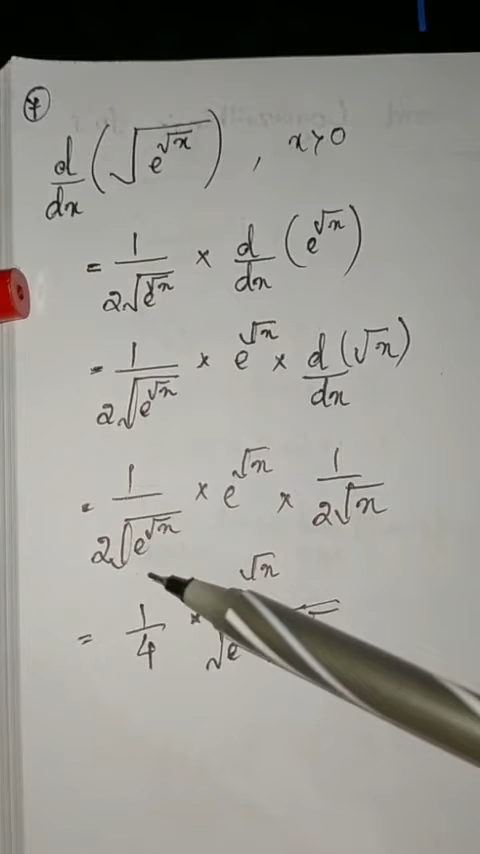 7
d/dx (√(e^√x)) , x>0
= 1/(2√(e^√x)) × d/dx (e^√x)
= 1/(2√(e^√x)) × e^√x × d/dx (√x)
= 1/(2√(e^√x)) × e^√x × 1/(2√x)
= 1/4 × √e